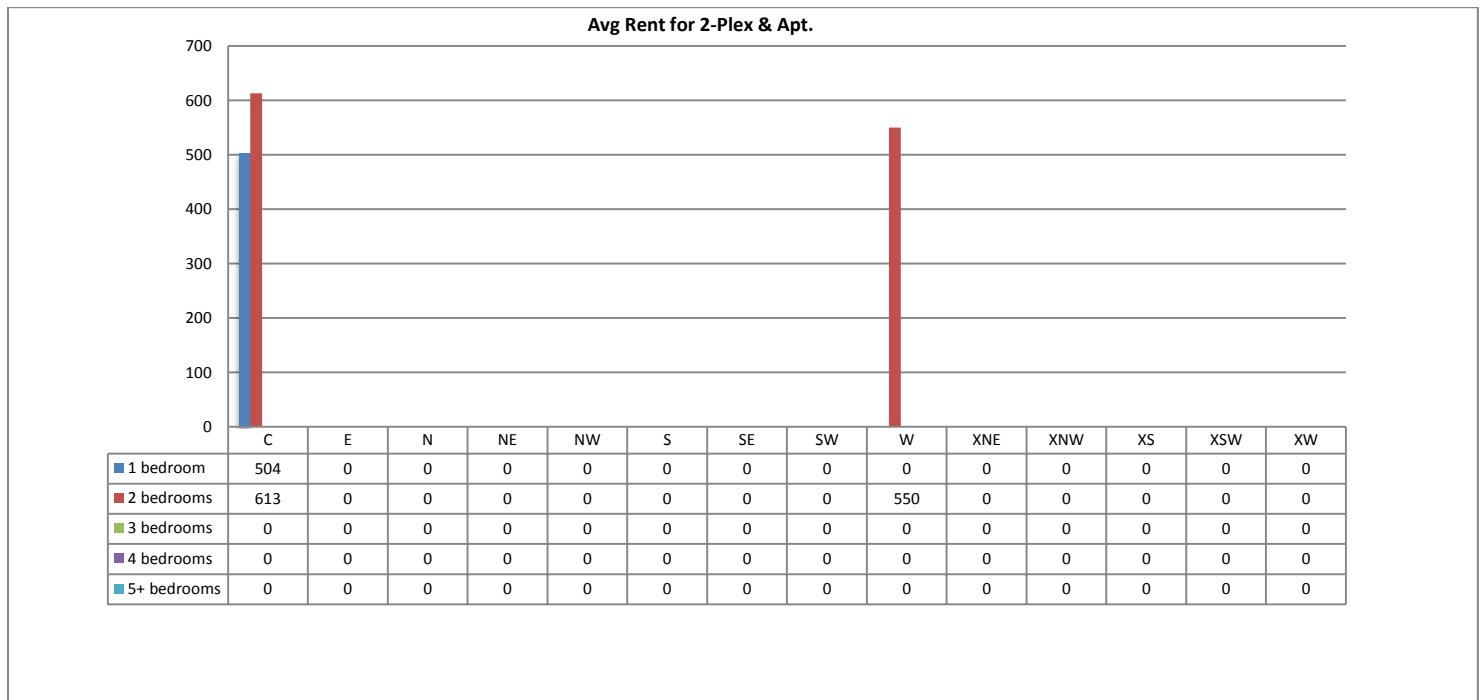 Avg Rent for 2-Plex & Apt.
700
600
500
400
300
200
100
0
C E N NE NW S SE SW W XNE XNW XS XSW XW
1 bedroom 504 0 0 0 0 0 0 0 0 0 0 0 0 0
2 bedrooms 613 0 0 0 0 0 0 0 550 0 0 0 0 0
3 bedrooms 0 0 0 0 0 0 0 0 0 0 0 0 0 0
4 bedrooms 0 0 0 0 0 0 0 0 0 0 0 0 0 0
5+ bedrooms 0 0 0 0 0 0 0 0 0 0 0 0 0 0